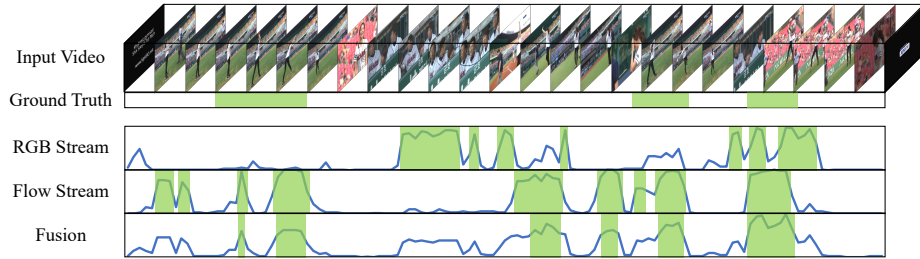 Input Video
Ground Truth
RGB Stream
Flow Stream
Fusion